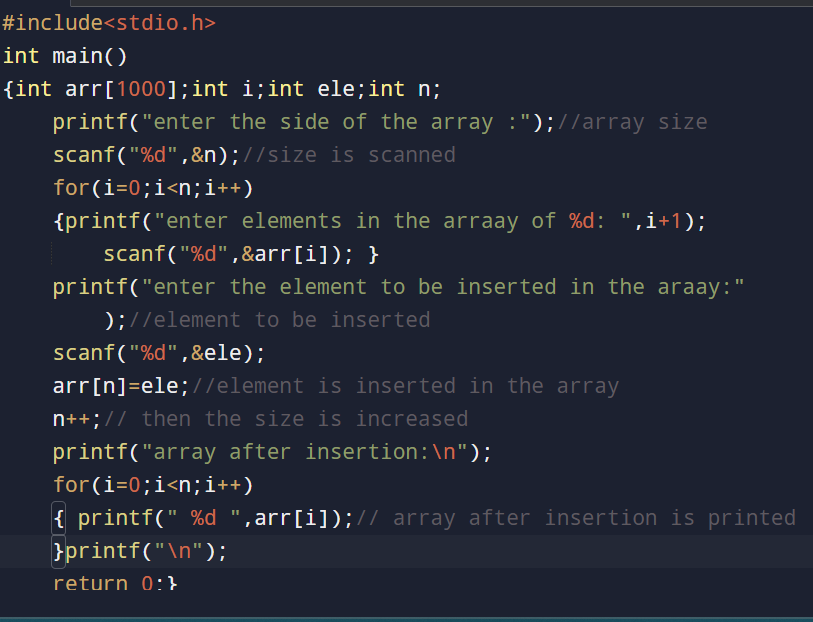 #include<stdio.h>
int main()
{int arr[1000];int i;int ele;int n;
    printf("enter the side of the array :");//array size
    scanf("%d",&n);//size is scanned
    for(i=0;i<n;i++)
    {printf("enter elements in the araay of %d: ",i+1);
        scanf("%d",&arr[i]); }
    printf("enter the element to be inserted in the araay:"
        );//element to be inserted
    scanf("%d",&ele);
    arr[n]=ele;//element is inserted in the array
    n++;// then the size is increased
    printf("array after insertion:\n");
    for(i=0;i<n;i++)
    { printf(" %d ",arr[i]);// array after insertion is printed
    }printf("\n");
    return 0;}